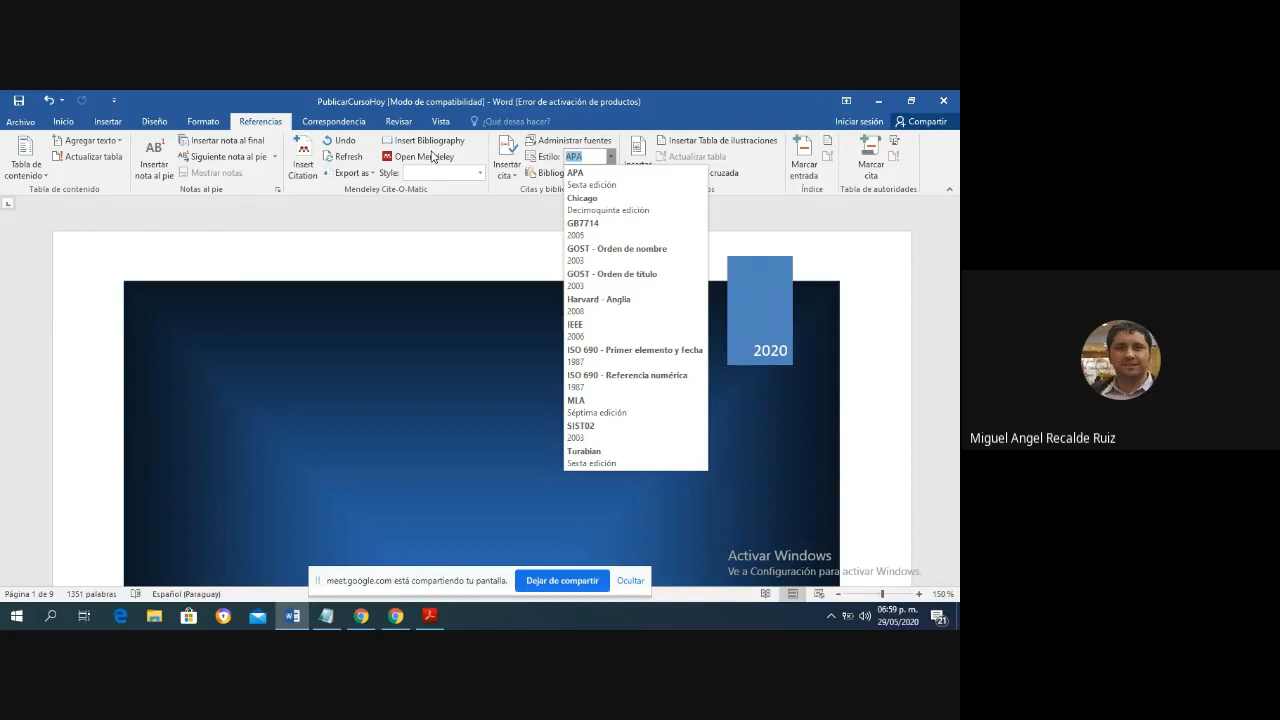 PublicarCursoHoy [Modo de compatibilidad] - Word (Error de activación de productos)
Archivo Inicio Insertar Diseño Formato Referencias Correspondencia Revisar Vista ¿Qué desea hacer? Iniciar sesión Compartir
Tabla de contenido
Agregar texto
Actualizar tabla
Tabla de contenido
AB¹
Insertar nota al pie
Insertar nota al final
Siguiente nota al pie
Mostrar notas
Notas al pie
Insert Citation
Undo
Refresh
Export as
Insert Bibliography
Open Mendeley
Style:
Mendeley Cite-O-Matic
Insertar cita
Administrar fuentes
Estilo: APA
Insertar Tabla de ilustraciones
Actualizar tabla
cruzada
Marcar entrada
Índice
Marcar cita
Tabla de autoridades
APA
Sexta edición
Chicago
Decimoquinta edición
GB7714
2005
GOST - Orden de nombre
2003
GOST - Orden de título
2003
Harvard - Anglia
2008
IEEE
2006
ISO 690 - Primer elemento y fecha
1987
ISO 690 - Referencia numérica
1987
MLA
Séptima edición
SIST02
2003
Turabian
Sexta edición
2020
Miguel Angel Recalde Ruiz
Activar Windows
Ve a Configuración para activar Windows.
meet.google.com está compartiendo tu pantalla. Dejar de compartir Ocultar
Página 1 de 9 1351 palabras Español (Paraguay) 150 %
06:59 p. m.
29/05/2020
21